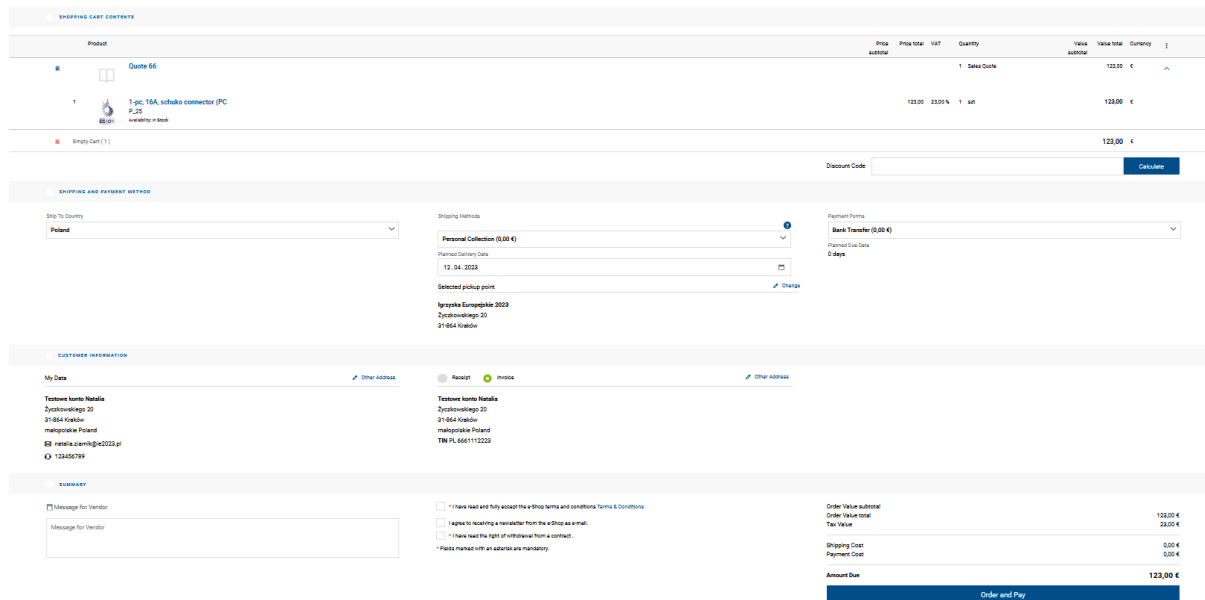 SHOPPING CART CONTENTS
Product Price subtotal Price total VAT Quantity Value subtotal Value total Currency
Quote 66 1 Sales Quote 123,00 €
1 1-pc, 16A, schuko connector (PC 123,00 23,00 % 1 szt 123,00 €
P_25
Availability: In Stock
Empty Cart ( 1 ) 123,00 €
Discount Code Calculate
SHIPPING AND PAYMENT METHOD
Ship To Country Shipping Methods Payment Forms
Poland Personal Collection (0,00 €) Bank Transfer (0,00 €)
Planned Delivery Date Planned Due Date
12.04.2023 0 days
Selected pickup point Change
Igrzyska Europejskie 2023
Życzkowskiego 20
31-864 Kraków
CUSTOMER INFORMATION
My Data Other Address Receipt Invoice Other Address
Testowe konto Natalia Testowe konto Natalia
Życzkowskiego 20 Życzkowskiego 20
31-864 Kraków 31-864 Kraków
małopolskie Poland małopolskie Poland
natalia.ziarnik@ie2023.pl TIN PL 6661112223
123456789
SUMMARY
Message for Vendor * I have read and fully accept the e-Shop terms and conditions Terms & Conditions Order Value subtotal
Order Value total 123,00 €
Message for Vendor I agree to receiving a newsletter from the e-Shop as e-mail. Tax Value 23,00 €
* I have read the right of withdrawal from a contract .
* Fields marked with an asterisk are mandatory. Shipping Cost 0,00 €
Payment Cost 0,00 €
Amount Due 123,00 €
Order and Pay